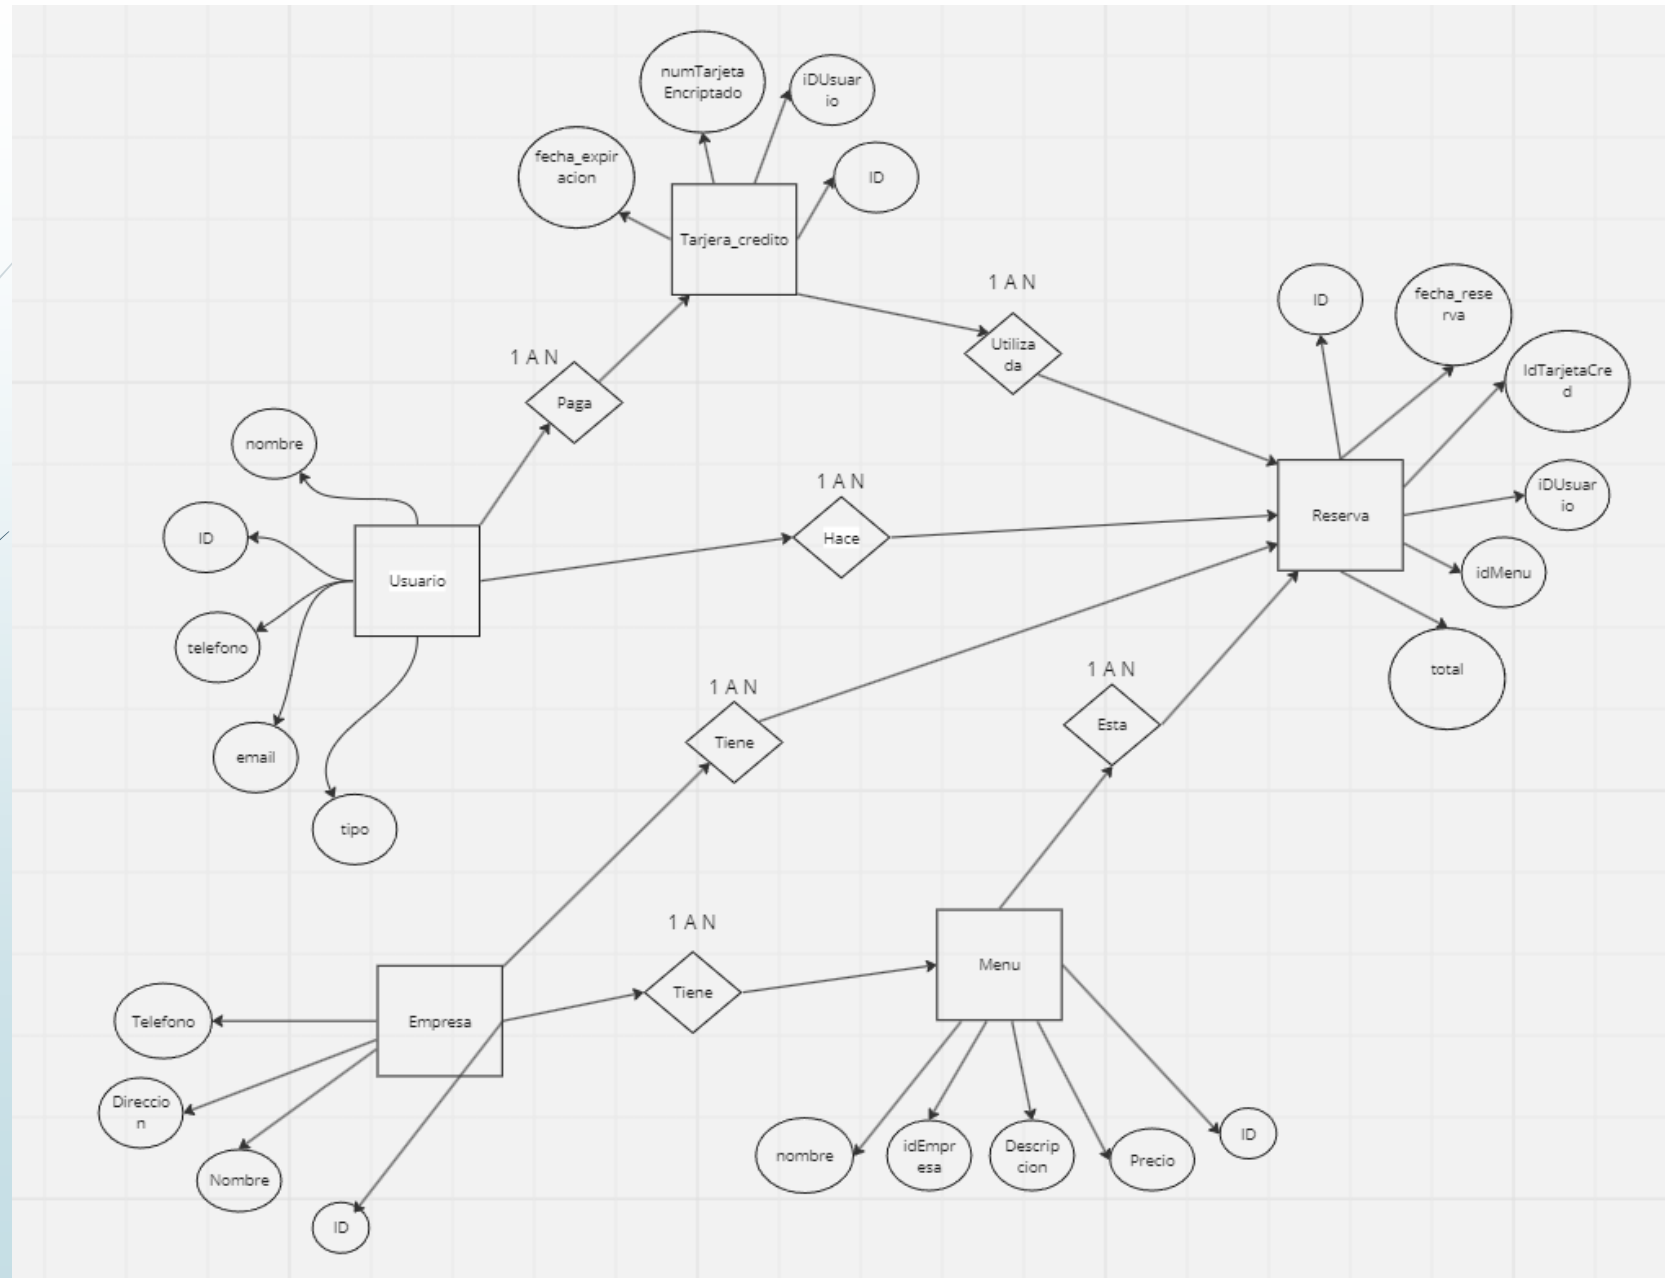 numTarjeta
Encriptado
iDUsuar
io
fecha_expir
acion
ID
Tarjera_credito
1 A N
Utiliza
da
ID
fecha_rese
rva
IdTarjetaCre
d
1 A N
Paga
nombre
1 A N
Hace
Reserva
iDUsuar
io
ID
Usuario
idMenu
telefono
total
1 A N
Tiene
1 A N
Esta
email
tipo
1 A N
Tiene
Menu
Telefono
Empresa
Direccio
n
Nombre
ID
nombre
idEmpr
esa
Descrip
cion
Precio
ID